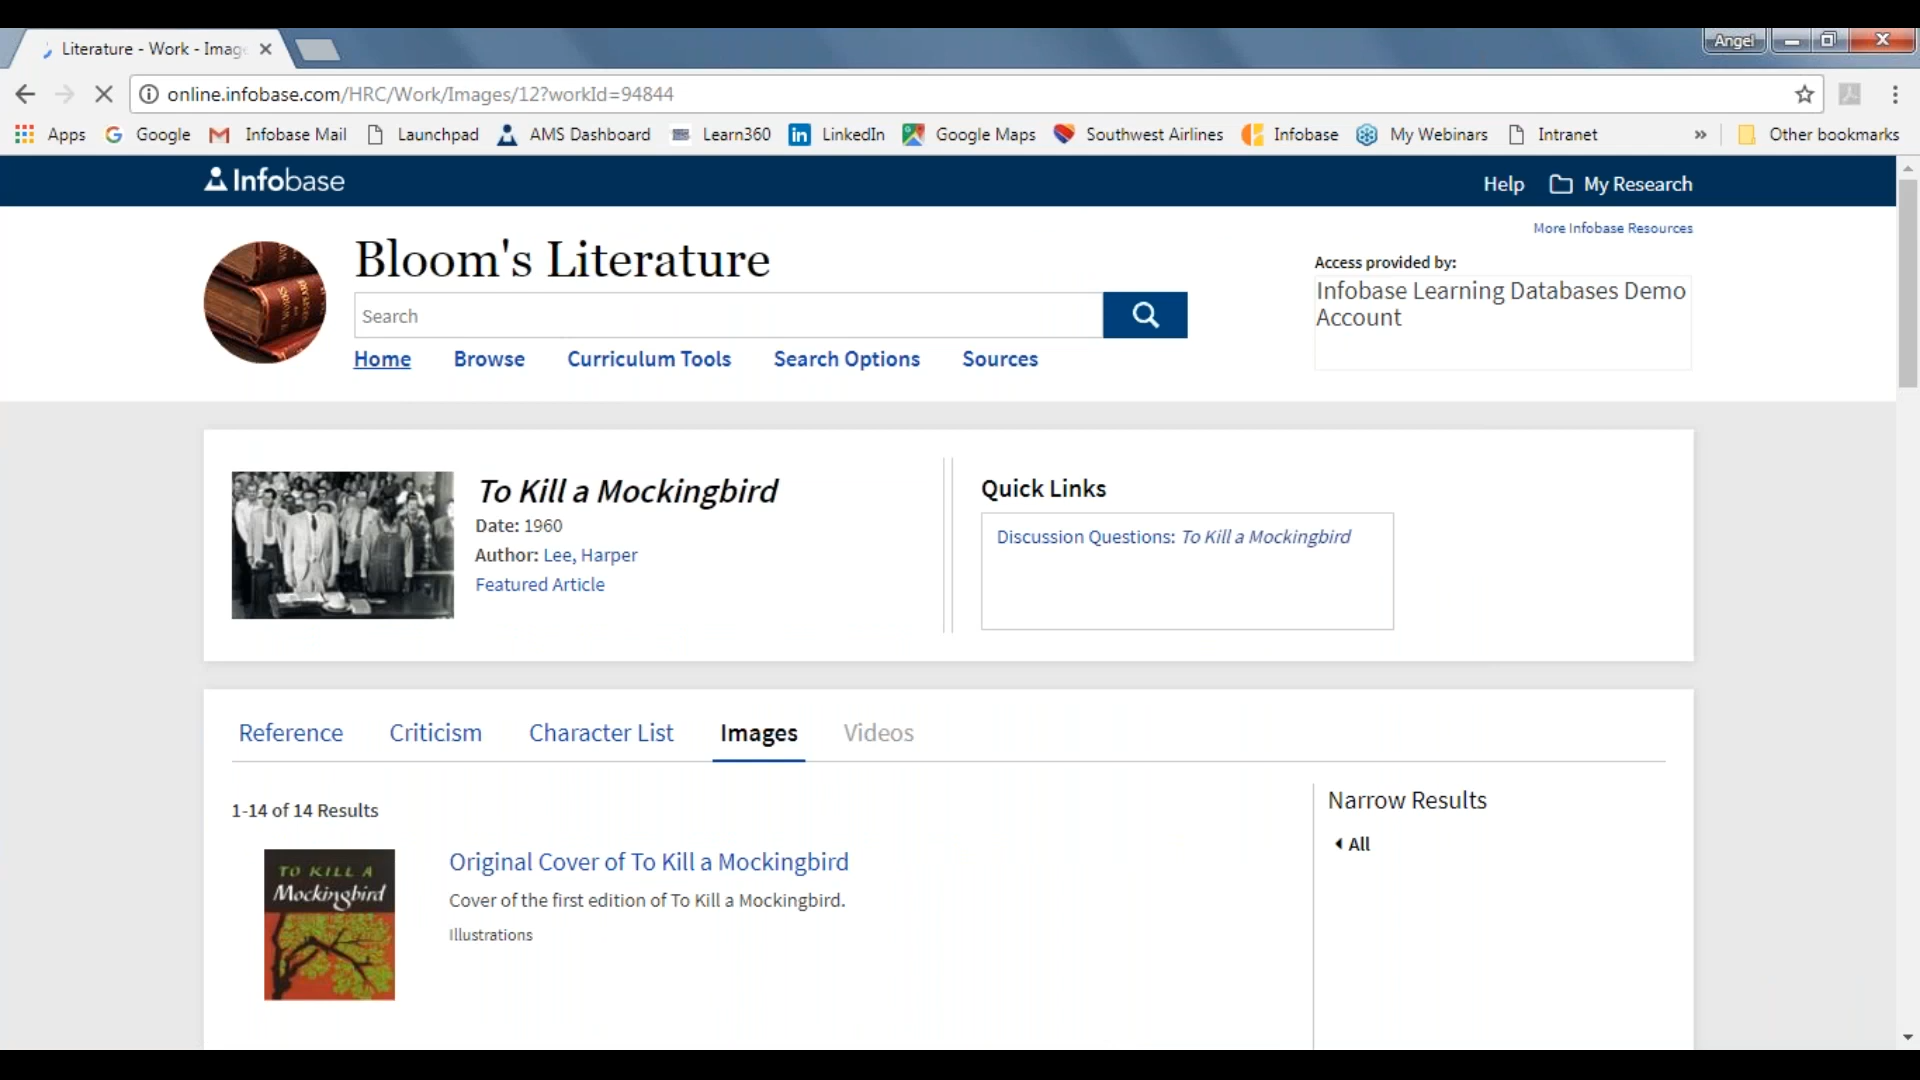 Literature - Work - Imag
Angel
online.infobase.com/HRC/Work/Images/12?workId=94844
Apps Google Infobase Mail Launchpad AMS Dashboard Learn360 LinkedIn Google Maps Southwest Airlines Infobase My Webinars Intranet » Other bookmarks
Infobase
Help My Research
More Infobase Resources
Bloom's Literature
Access provided by:
Infobase Learning Databases Demo
Account
Search
Home Browse Curriculum Tools Search Options Sources
To Kill a Mockingbird
Date: 1960
Author: Lee, Harper
Featured Article
Quick Links
Discussion Questions: To Kill a Mockingbird
Reference Criticism Character List Images Videos
1-14 of 14 Results
Narrow Results
All
TO KILL A
Mockingbird
Original Cover of To Kill a Mockingbird
Cover of the first edition of To Kill a Mockingbird.
Illustrations